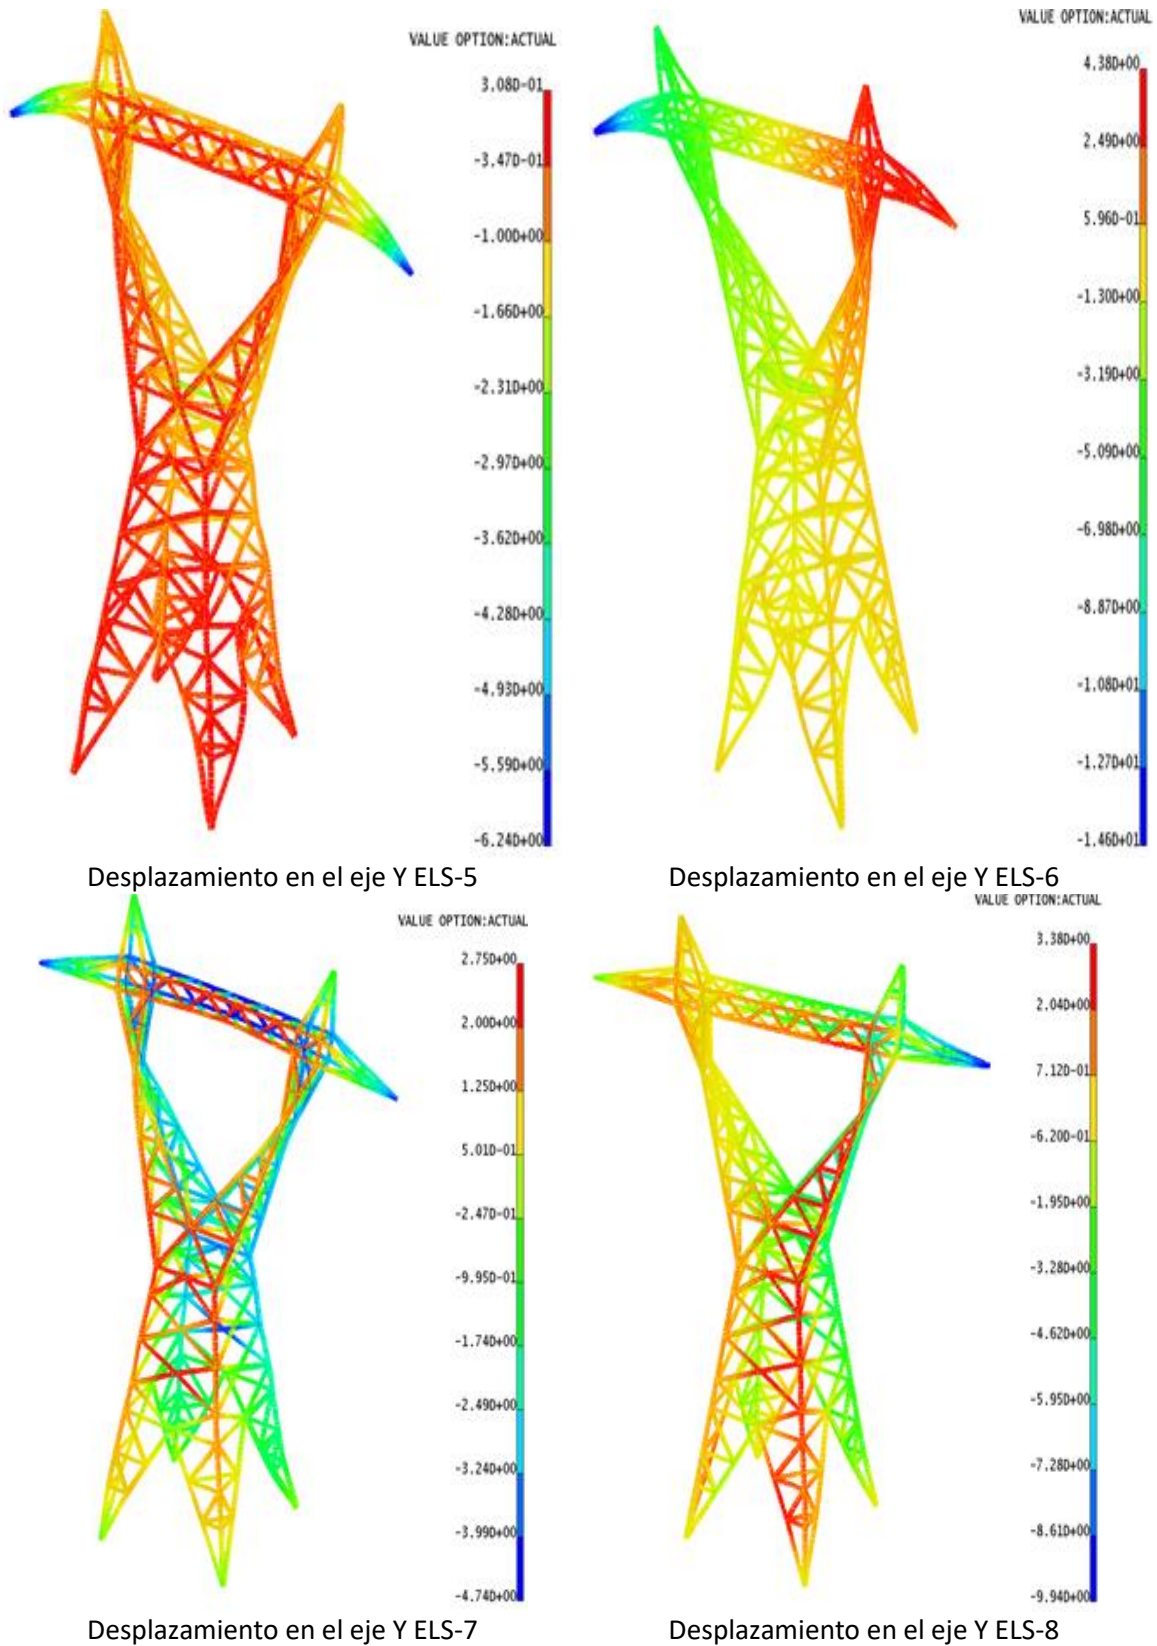 VALUE OPTION:ACTUAL
3.08D-01
-3.47D-01
-1.00D+00
-1.66D+00
-2.31D+00
-2.97D+00
-3.62D+00
-4.28D+00
-4.93D+00
-5.59D+00
-6.24D+00
Desplazamiento en el eje Y ELS-5
VALUE OPTION:ACTUAL
4.38D+00
2.49D+00
5.96D-01
-1.30D+00
-3.19D+00
-5.09D+00
-6.98D+00
-8.87D+00
-1.08D+01
-1.27D+01
-1.46D+01
Desplazamiento en el eje Y ELS-6
VALUE OPTION:ACTUAL
2.75D+00
2.00D+00
1.25D+00
5.01D-01
-2.47D-01
-9.95D-01
-1.74D+00
-2.49D+00
-3.24D+00
-3.99D+00
-4.74D+00
Desplazamiento en el eje Y ELS-7
VALUE OPTION:ACTUAL
3.38D+00
2.04D+00
7.12D-01
-6.20D-01
-1.95D+00
-3.28D+00
-4.62D+00
-5.95D+00
-7.28D+00
-8.61D+00
-9.94D+00
Desplazamiento en el eje Y ELS-8